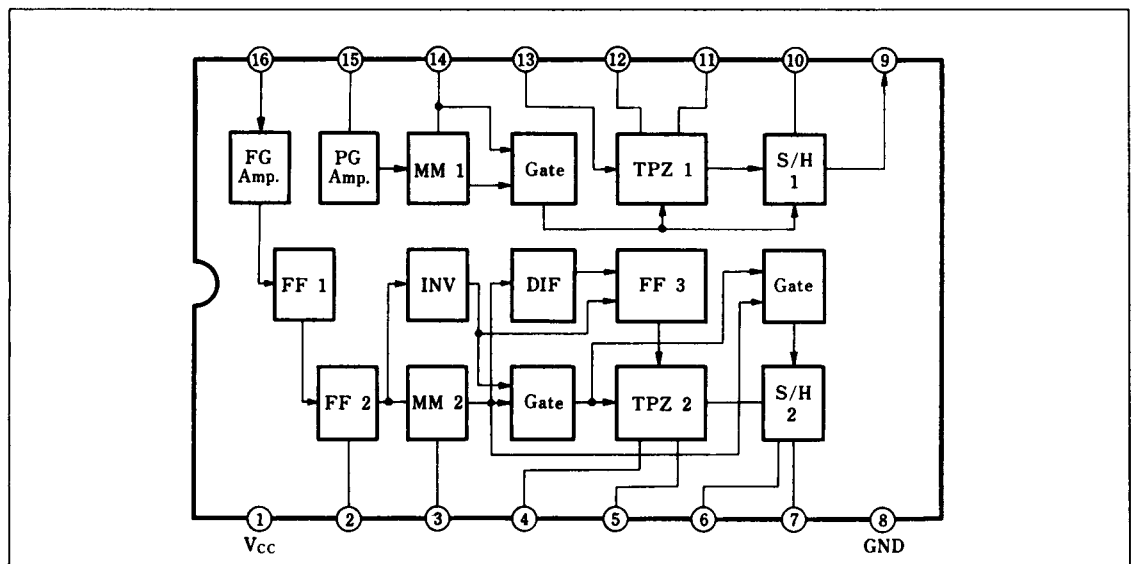 16 15 14 13 12 11 10 9
FG
Amp.
PG
Amp.
MM 1
Gate
TPZ 1
S/H
1
FF 1
INV
DIF
FF 3
Gate
FF 2
MM 2
Gate
TPZ 2
S/H
2
1 2 3 4 5 6 7 8
Vcc
GND